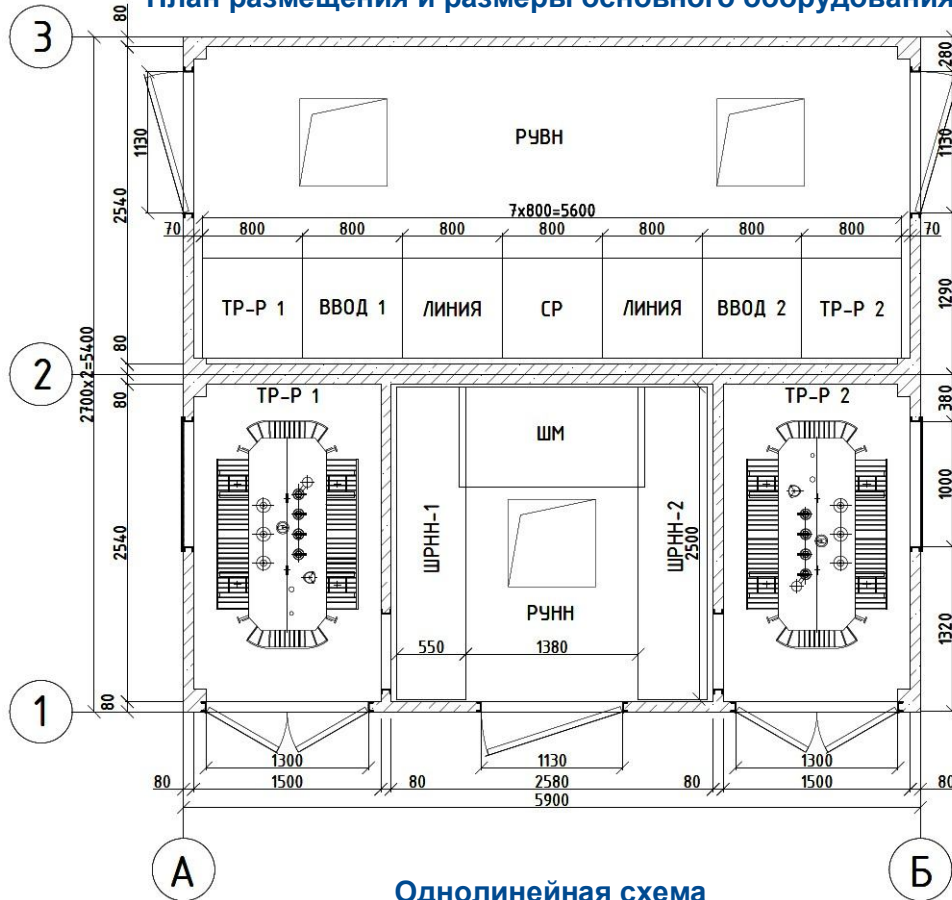 План размещения и размеры основного оборудования
80
3
280
1130
1130
РУВН
2540
7х800=5600
70 800 800 800 800 800 800 800 70
ТР-Р 1 ВВОД 1 ЛИНИЯ СР ЛИНИЯ ВВОД 2 ТР-Р 2
1290
80
2
2700х2=5400
80
ТР-Р 1
ТР-Р 2
380
ШМ
1000
ШРНН-1
ШРНН-2
2500
2540
РУНН
550 1380
1320
80
1
1300 1130 1300
80 1500 80 2580 80 1500 80
5900
А Б
Однолинейная схема